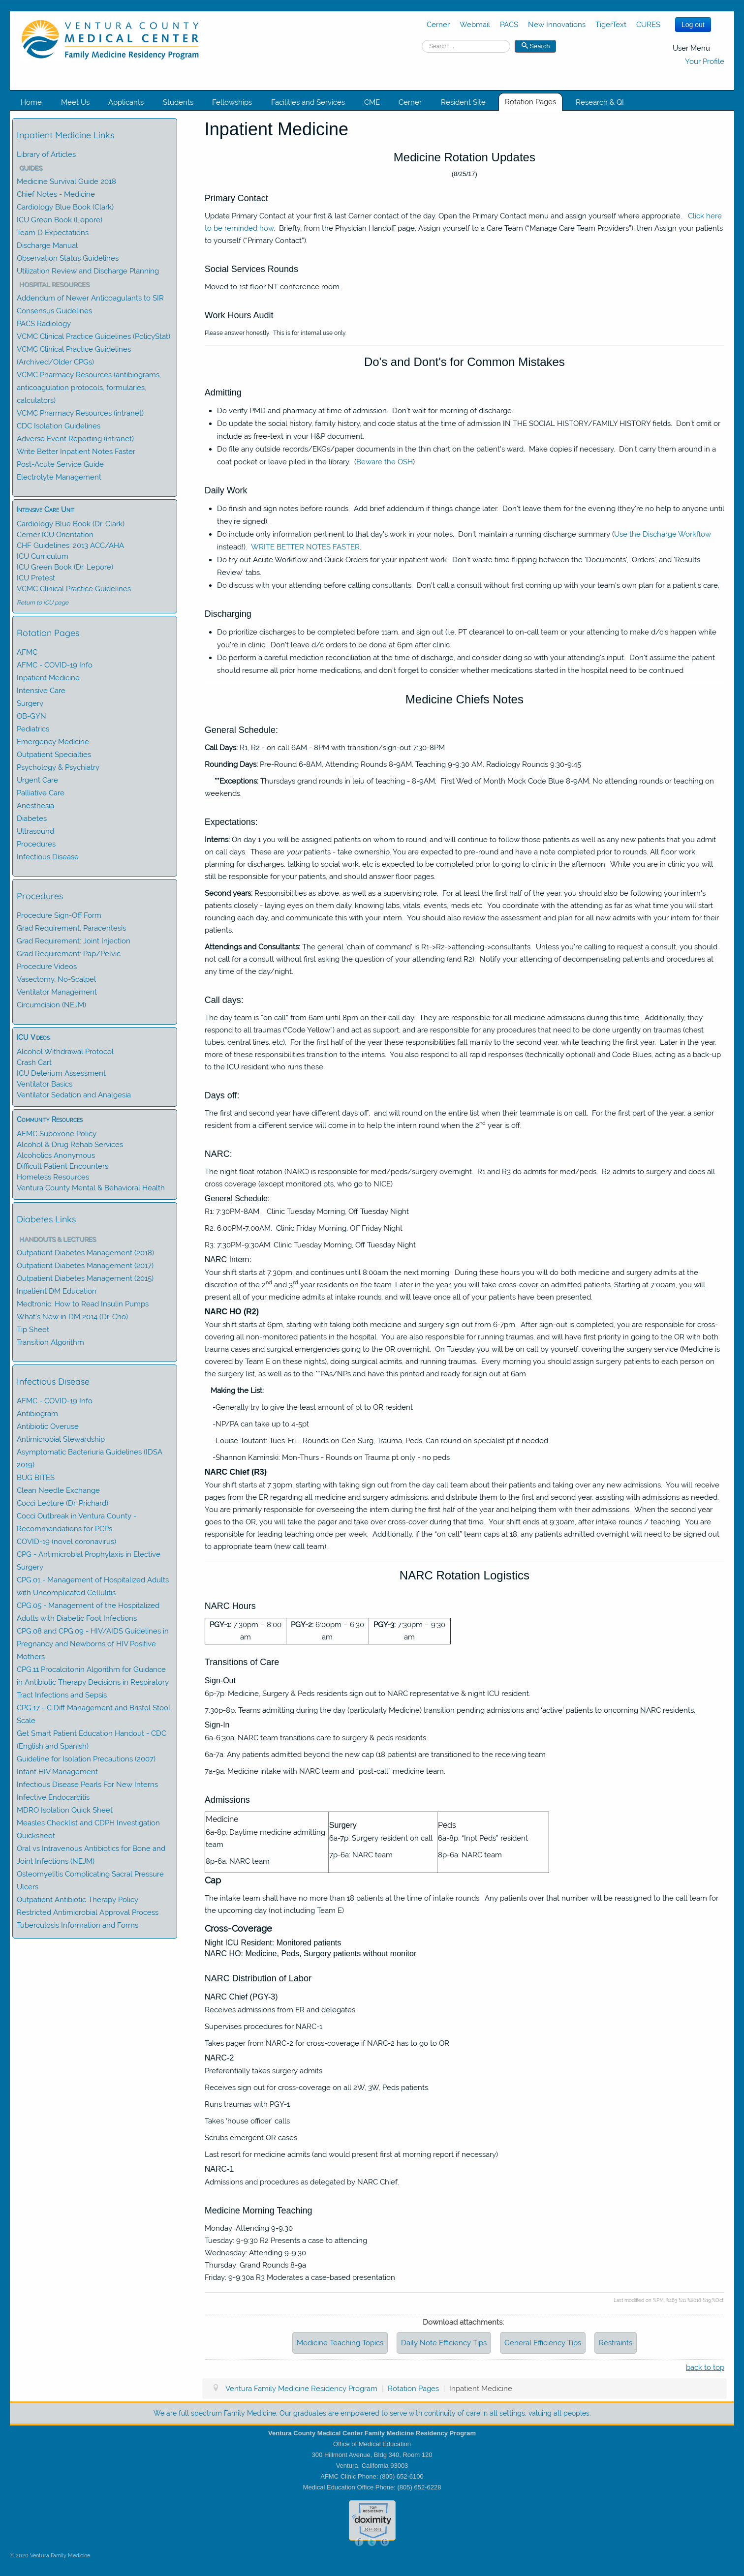 VENTURA COUNTY
MEDICAL CENTER
Family Medicine Residency Program
Cerner
Webmail
PACS
New Innovations
TigerText
CURES
Log out
Search ...
Search
User Menu
Your Profile
Home
Meet Us
Applicants
Students
Fellowships
Facilities and Services
CME
Cerner
Resident Site
Rotation Pages
Research & QI
Inpatient Medicine Links
Library of Articles
GUIDES
Medicine Survival Guide 2018
Chief Notes - Medicine
Cardiology Blue Book (Clark)
ICU Green Book (Lepore)
Team D Expectations
Discharge Manual
Observation Status Guidelines
Utilization Review and Discharge Planning
HOSPITAL RESOURCES
Addendum of Newer Anticoagulants to SIR
Consensus Guidelines
PACS Radiology
VCMC Clinical Practice Guidelines (PolicyStat)
VCMC Clinical Practice Guidelines
(Archived/Older CPGs)
VCMC Pharmacy Resources (antibiograms,
anticoagulation protocols, formularies,
calculators)
VCMC Pharmacy Resources (intranet)
CDC Isolation Guidelines
Adverse Event Reporting (intranet)
Write Better Inpatient Notes Faster
Post-Acute Service Guide
Electrolyte Management
Intensive Care Unit
Cardiology Blue Book (Dr. Clark)
Cerner ICU Orientation
CHF Guidelines: 2013 ACC/AHA
ICU Curriculum
ICU Green Book (Dr. Lepore)
ICU Pretest
VCMC Clinical Practice Guidelines
Return to ICU page
Rotation Pages
AFMC
AFMC - COVID-19 Info
Inpatient Medicine
Intensive Care
Surgery
OB-GYN
Pediatrics
Emergency Medicine
Outpatient Specialties
Psychology & Psychiatry
Urgent Care
Palliative Care
Anesthesia
Diabetes
Ultrasound
Procedures
Infectious Disease
Procedures
Procedure Sign-Off Form
Grad Requirement: Paracentesis
Grad Requirement: Joint Injection
Grad Requirement: Pap/Pelvic
Procedure Videos
Vasectomy, No-Scalpel
Ventilator Management
Circumcision (NEJM)
ICU Videos
Alcohol Withdrawal Protocol
Crash Cart
ICU Delerium Assessment
Ventilator Basics
Ventilator Sedation and Analgesia
Community Resources
AFMC Suboxone Policy
Alcohol & Drug Rehab Services
Alcoholics Anonymous
Difficult Patient Encounters
Homeless Resources
Ventura County Mental & Behavioral Health
Diabetes Links
HANDOUTS & LECTURES
Outpatient Diabetes Management (2018)
Outpatient Diabetes Management (2017)
Outpatient Diabetes Management (2015)
Inpatient DM Education
Medtronic: How to Read Insulin Pumps
What's New in DM 2014 (Dr. Cho)
Tip Sheet
Transition Algorithm
Infectious Disease
AFMC - COVID-19 Info
Antibiogram
Antibiotic Overuse
Antimicrobial Stewardship
Asymptomatic Bacteriuria Guidelines (IDSA
2019)
BUG BITES
Clean Needle Exchange
Cocci Lecture (Dr. Prichard)
Cocci Outbreak in Ventura County -
Recommendations for PCPs
COVID-19 (novel coronavirus)
CPG - Antimicrobial Prophylaxis in Elective
Surgery
CPG.01 - Management of Hospitalized Adults
with Uncomplicated Cellulitis
CPG.05 - Management of the Hospitalized
Adults with Diabetic Foot Infections
CPG.08 and CPG.09 - HIV/AIDS Guidelines in
Pregnancy and Newborns of HIV Positive
Mothers
CPG.11 Procalcitonin Algorithm for Guidance
in Antibiotic Therapy Decisions in Respiratory
Tract Infections and Sepsis
CPG.17 - C Diff Management and Bristol Stool
Scale
Get Smart Patient Education Handout - CDC
(English and Spanish)
Guideline for Isolation Precautions (2007)
Infant HIV Management
Infectious Disease Pearls For New Interns
Infective Endocarditis
MDRO Isolation Quick Sheet
Measles Checklist and CDPH Investigation
Quicksheet
Oral vs Intravenous Antibiotics for Bone and
Joint Infections (NEJM)
Osteomyelitis Complicating Sacral Pressure
Ulcers
Outpatient Antibiotic Therapy Policy
Restricted Antimicrobial Approval Process
Tuberculosis Information and Forms
Inpatient Medicine
Medicine Rotation Updates
(8/25/17)
Primary Contact
Update Primary Contact at your first & last Cerner contact of the day. Open the Primary Contact menu and assign yourself where appropriate. Click here
to be reminded how. Briefly, from the Physician Handoff page: Assign yourself to a Care Team ("Manage Care Team Providers"), then Assign your patients
to yourself ("Primary Contact").
Social Services Rounds
Moved to 1st floor NT conference room.
Work Hours Audit
Please answer honestly. This is for internal use only.
Do's and Dont's for Common Mistakes
Admitting
• Do verify PMD and pharmacy at time of admission. Don't wait for morning of discharge.
• Do update the social history, family history, and code status at the time of admission IN THE SOCIAL HISTORY/FAMILY HISTORY fields. Don't omit or
include as free-text in your H&P document.
• Do file any outside records/EKGs/paper documents in the thin chart on the patient's ward. Make copies if necessary. Don't carry them around in a
coat pocket or leave piled in the library. (Beware the OSH)
Daily Work
• Do finish and sign notes before rounds. Add brief addendum if things change later. Don't leave them for the evening (they're no help to anyone until
they're signed).
• Do include only information pertinent to that day's work in your notes. Don't maintain a running discharge summary (Use the Discharge Workflow
instead!). WRITE BETTER NOTES FASTER.
• Do try out Acute Workflow and Quick Orders for your inpatient work. Don't waste time flipping between the 'Documents', 'Orders', and 'Results
Review' tabs.
• Do discuss with your attending before calling consultants. Don't call a consult without first coming up with your team's own plan for a patient's care.
Discharging
• Do prioritize discharges to be completed before 11am, and sign out (i.e. PT clearance) to on-call team or your attending to make d/c's happen while
you're in clinic. Don't leave d/c orders to be done at 6pm after clinic.
• Do perform a careful mediction reconciliation at the time of discharge, and consider doing so with your attending's input. Don't assume the patient
should resume all prior home medications, and don't forget to consider whether medications started in the hospital need to be continued.
Medicine Chiefs Notes
General Schedule:
Call Days: R1, R2 - on call 6AM - 8PM with transition/sign-out 7:30-8PM
Rounding Days: Pre-Round 6-8AM, Attending Rounds 8-9AM, Teaching 9-9:30 AM, Radiology Rounds 9:30-9:45
**Exceptions: Thursdays grand rounds in leiu of teaching - 8-9AM, First Wed of Month Mock Code Blue 8-9AM, No attending rounds or teaching on
weekends.
Expectations:
Interns: On day 1 you will be assigned patients on whom to round, and will continue to follow those patients as well as any new patients that you admit
on call days. These are your patients - take ownership. You are expected to pre-round and have a note completed prior to rounds. All floor work,
planning for discharges, talking to social work, etc is expected to be completed prior to going to clinic in the afternoon. While you are in clinic you will
still be responsible for your patients, and should answer floor pages.
Second years: Responsibilities as above, as well as a supervising role. For at least the first half of the year, you should also be following your intern's
patients closely - laying eyes on them daily, knowing labs, vitals, events, meds etc. You coordinate with the attending as far as what time you are
rounding each day, and communicate this with your intern. You should also review the assessment and plan for all new admits with your intern for their
patients.
Attendings and Consultants: The general 'chain of command' is R1->R2->attending->consultants. Unless you're calling to request a consult, you should
not call for a consult without first asking the question of your attending (and R2). Notify your attending of decompensating patients and procedures at
any time of the day/night.
Call days:
The day team is "on call" from 6am until 8pm on their call day. They are responsible for all medicine admissions during this time. Additionally, they
respond to all traumas ("Code Yellow") and act as support, and are responsible for any procedures that need to be done urgently on traumas (chest
tubes, central lines, etc). For the first half of the year these responsibilities fall mainly to the second year, while teaching the first year. Later in the year,
more of these responsibilities transition to the interns. You also respond to all rapid responses (technically optional) and Code Blues, acting as a back-up
to the ICU resident who runs these.
Days off:
The first and second year have different days off, and will round on the entire list when their teammate is on call. For the first part of the year, a senior
resident from a different service will come in to help the intern round when the 2nd year is off.
NARC:
The night float rotation (NARC) is responsible for med/peds/surgery overnight. R1 and R3 do admits for med/peds. R2 admits to surgery and does all
cross coverage (except monitored pts, who go to NICE)
General Schedule:
R1: 7:30PM-8AM. Clinic Tuesday Morning, Off Tuesday Night
R2: 6:00PM-7:00AM. Clinic Friday Morning, Off Friday Night
R3: 7:30PM-9:30AM. Clinic Tuesday Morning, Off Tuesday Night
NARC Intern:
Your shift starts at 7:30pm, and continues until 8:00am the next morning. During these hours you will do both medicine and surgery admits at the
discretion of the 2nd and 3rd year residents on the team. Later in the year, you will take cross-cover on admitted patients. Starting at 7:00am, you will
present all of your medicine admits at intake rounds, and will leave once all of your patients have been presented.
NARC HO (R2)
Your shift starts at 6pm, starting with taking both medicine and surgery sign out from 6-7pm. After sign-out is completed, you are responsible for cross-
covering all non-monitored patients in the hospital. You are also responsible for running traumas, and will have first priority in going to the OR with both
trauma cases and surgical emergencies going to the OR overnight. On Tuesday you will be on call by yourself, covering the surgery service (Medicine is
covered by Team E on these nights), doing surgical admits, and running traumas. Every morning you should assign surgery patients to each person on
the surgery list, as well as to the **PAs/NPs and have this printed and ready for sign out at 6am.
Making the List:
-Generally try to give the least amount of pt to OR resident
-NP/PA can take up to 4-5pt
-Louise Toutant: Tues-Fri - Rounds on Gen Surg, Trauma, Peds, Can round on specialist pt if needed
-Shannon Kaminski: Mon-Thurs - Rounds on Trauma pt only - no peds
NARC Chief (R3)
Your shift starts at 7:30pm, starting with taking sign out from the day call team about their patients and taking over any new admissions. You will receive
pages from the ER regarding all medicine and surgery admissions, and distribute them to the first and second year, assisting with admissions as needed.
You are primarily responsible for overseeing the intern during the first half of the year and helping them with their admissions. When the second year
goes to the OR, you will take the pager and take over cross-cover during that time. Your shift ends at 9:30am, after intake rounds / teaching. You are
responsible for leading teaching once per week. Additionally, if the "on call" team caps at 18, any patients admitted overnight will need to be signed out
to appropriate team (new call team).
NARC Rotation Logistics
NARC Hours
PGY-1: 7:30pm – 8:00
am
PGY-2: 6:00pm – 6:30
am
PGY-3: 7:30pm – 9:30
am
Transitions of Care
Sign-Out
6p-7p: Medicine, Surgery & Peds residents sign out to NARC representative & night ICU resident.
7:30p-8p: Teams admitting during the day (particularly Medicine) transition pending admissions and 'active' patients to oncoming NARC residents.
Sign-In
6a-6:30a: NARC team transitions care to surgery & peds residents.
6a-7a: Any patients admitted beyond the new cap (18 patients) are transitioned to the receiving team
7a-9a: Medicine intake with NARC team and "post-call" medicine team.
Admissions
Medicine
6a-8p: Daytime medicine admitting
team
8p-6a: NARC team
Surgery
6a-7p: Surgery resident on call
7p-6a: NARC team
Peds
6a-8p: "Inpt Peds" resident
8p-6a: NARC team
Cap
The intake team shall have no more than 18 patients at the time of intake rounds. Any patients over that number will be reassigned to the call team for
the upcoming day (not including Team E)
Cross-Coverage
Night ICU Resident: Monitored patients
NARC HO: Medicine, Peds, Surgery patients without monitor
NARC Distribution of Labor
NARC Chief (PGY-3)
Receives admissions from ER and delegates
Supervises procedures for NARC-1
Takes pager from NARC-2 for cross-coverage if NARC-2 has to go to OR
NARC-2
Preferentially takes surgery admits
Receives sign out for cross-coverage on all 2W, 3W, Peds patients.
Runs traumas with PGY-1
Takes 'house officer' calls
Scrubs emergent OR cases
Last resort for medicine admits (and would present first at morning report if necessary)
NARC-1
Admissions and procedures as delegated by NARC Chief.
Medicine Morning Teaching
Monday: Attending 9-9:30
Tuesday: 9-9:30 R2 Presents a case to attending
Wednesday: Attending 9-9:30
Thursday: Grand Rounds 8-9a
Friday: 9-9:30a R3 Moderates a case-based presentation
Download attachments:
Medicine Teaching Topics
Daily Note Efficiency Tips
General Efficiency Tips
Restraints
back to top
Ventura Family Medicine Residency Program | Rotation Pages | Inpatient Medicine
We are full spectrum Family Medicine. Our graduates are empowered to serve with continuity of care in all settings, valuing all peoples.
Ventura County Medical Center Family Medicine Residency Program
Office of Medical Education
300 Hillmont Avenue, Bldg 340, Room 120
Ventura, California 93003
AFMC Clinic Phone: (805) 652-6100
Medical Education Office Phone: (805) 652-6228
TOP
RESIDENCY
doximity
© 2020 Ventura Family Medicine